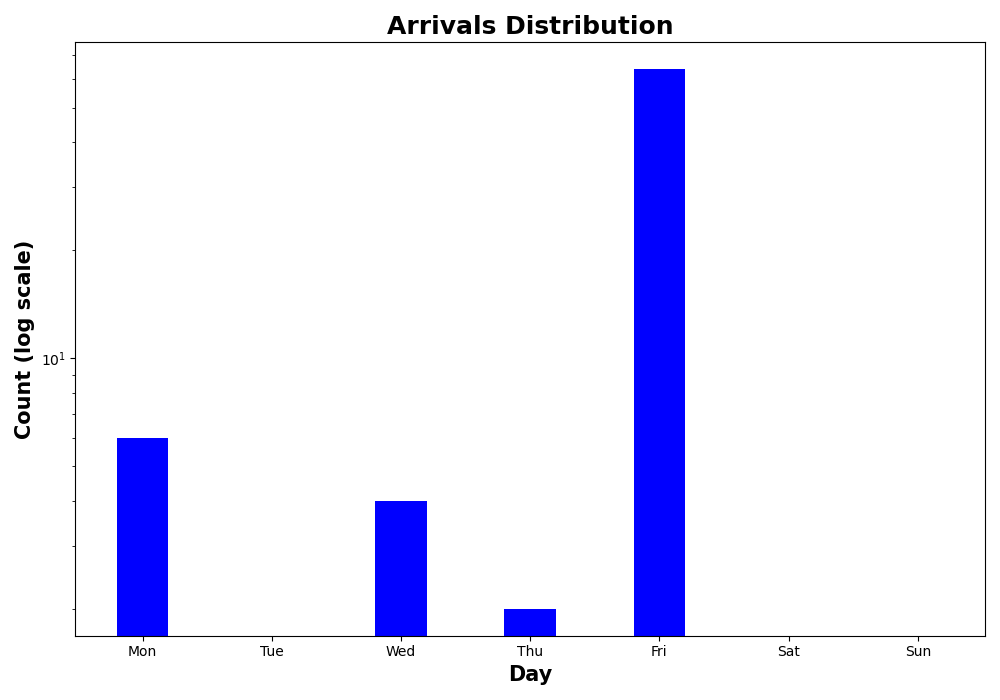 Arrivals Distribution
Count (log scale)
10¹
Mon Tue Wed Thu Fri Sat Sun
Day